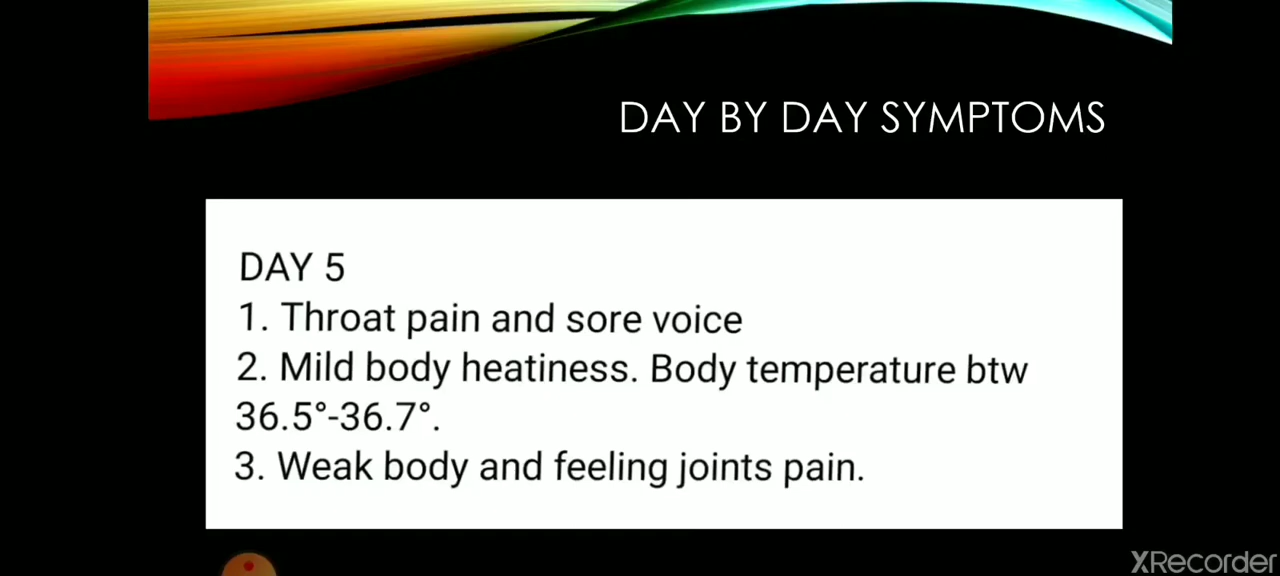 DAY BY DAY SYMPTOMS
DAY 5
1. Throat pain and sore voice
2. Mild body heatiness. Body temperature btw
36.5°-36.7°.
3. Weak body and feeling joints pain.
XRecorder